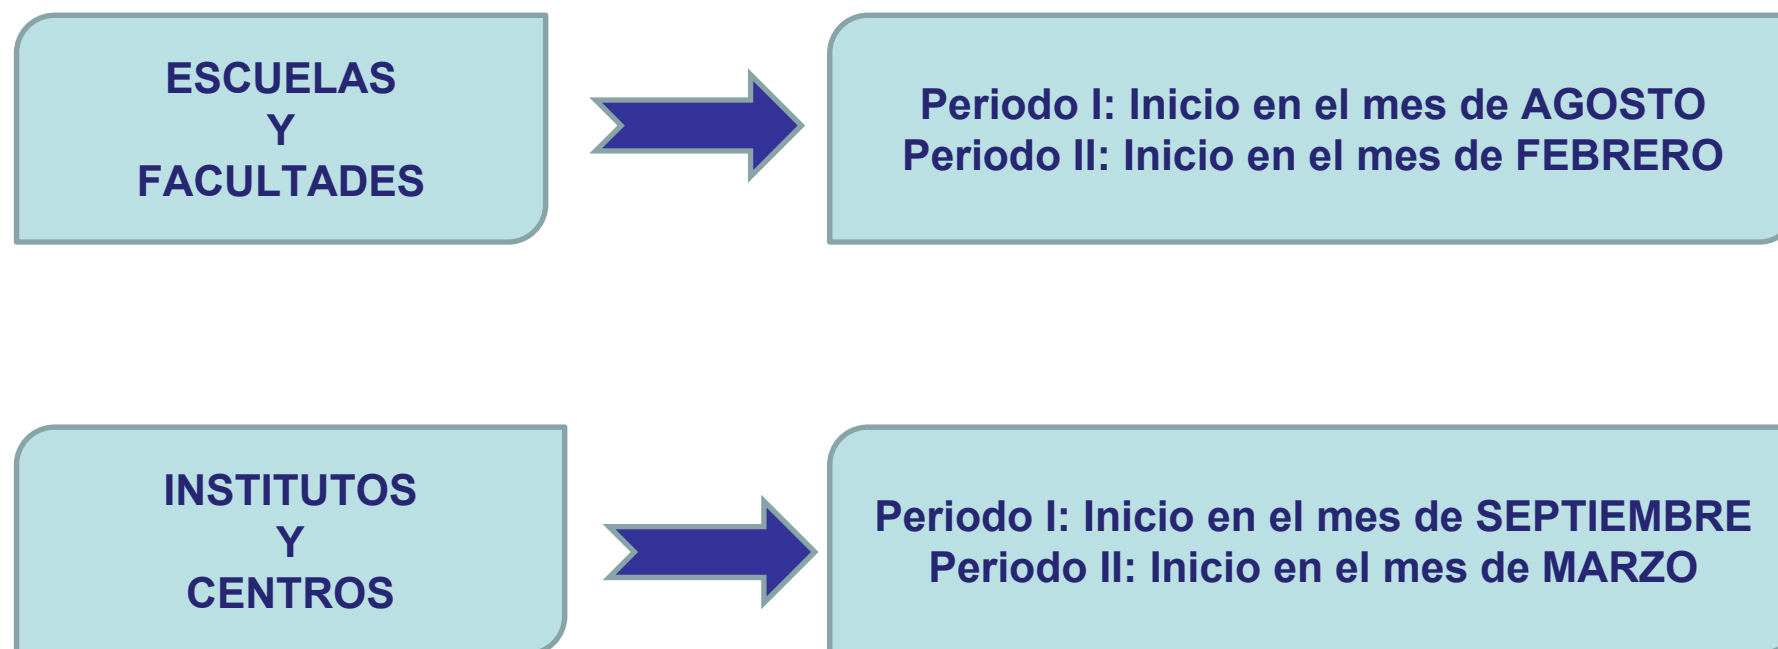 ESCUELAS
Y
FACULTADES
Periodo I: Inicio en el mes de AGOSTO
Periodo II: Inicio en el mes de FEBRERO
INSTITUTOS
Y
CENTROS
Periodo I: Inicio en el mes de SEPTIEMBRE
Periodo II: Inicio en el mes de MARZO